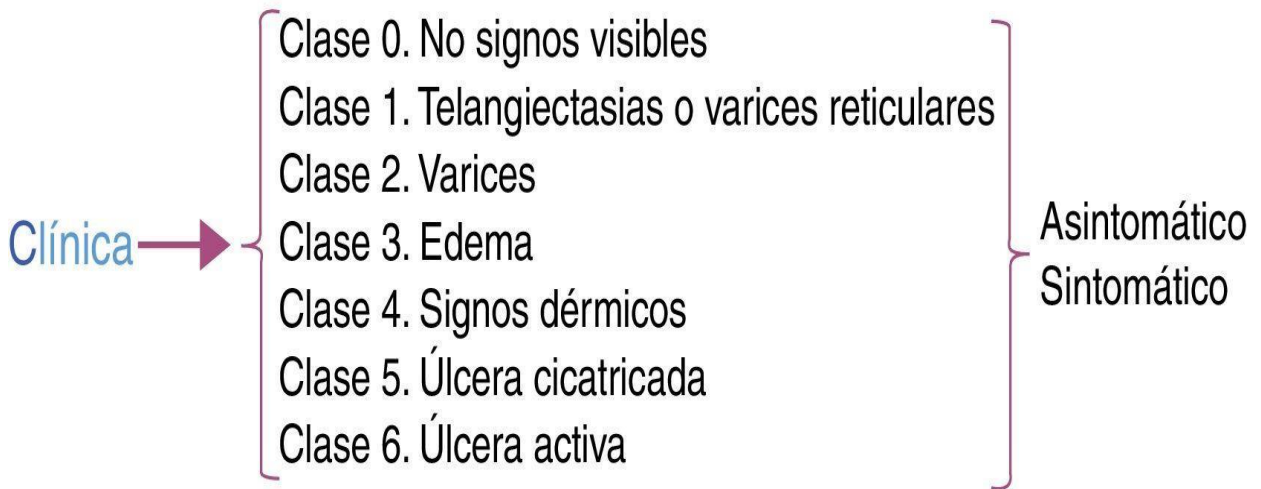 Clínica
Clase 0. No signos visibles
Clase 1. Telangiectasias o varices reticulares
Clase 2. Varices
Clase 3. Edema
Clase 4. Signos dérmicos
Clase 5. Úlcera cicatricada
Clase 6. Úlcera activa
Asintomático
Sintomático